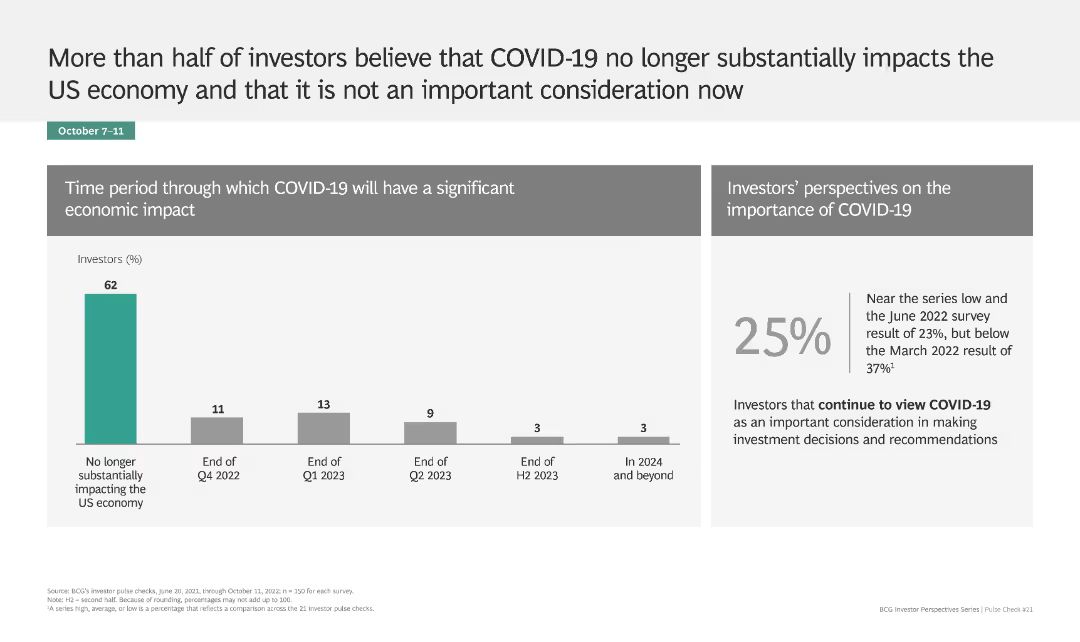 More than half of investors believe that COVID-19 no longer substantially impacts the
US economy and that it is not an important consideration now
October 7–11
Time period through which COVID-19 will have a significant
economic impact
Investors (%)
62
11
13
9
3
3
No longer
substantially
impacting the
US economy
End of
Q4 2022
End of
Q1 2023
End of
Q2 2023
End of
H2 2023
In 2024
and beyond
Investors' perspectives on the
importance of COVID-19
25%
Near the series low and
the June 2022 survey
result of 23%, but below
the March 2022 result of
37%¹
Investors that continue to view COVID-19
as an important consideration in making
investment decisions and recommendations
Source: BCG's investor pulse checks, June 20, 2021, through October 11, 2022; n = 150 for each survey.
Note: H2 = second half. Because of rounding, percentages may not add up to 100.
¹A series high, average, or low is a percentage that reflects a comparison across the 21 investor pulse checks.
BCG Investor Perspectives Series | Pulse Check #21